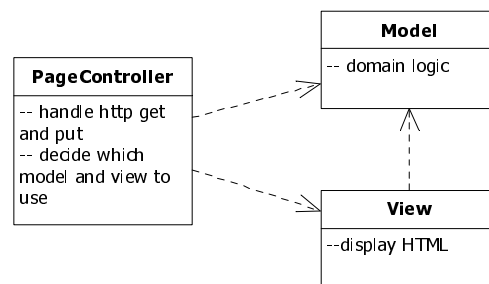 PageController
-- handle http get
and put
-- decide which
model and view to
use
Model
-- domain logic
View
--display HTML